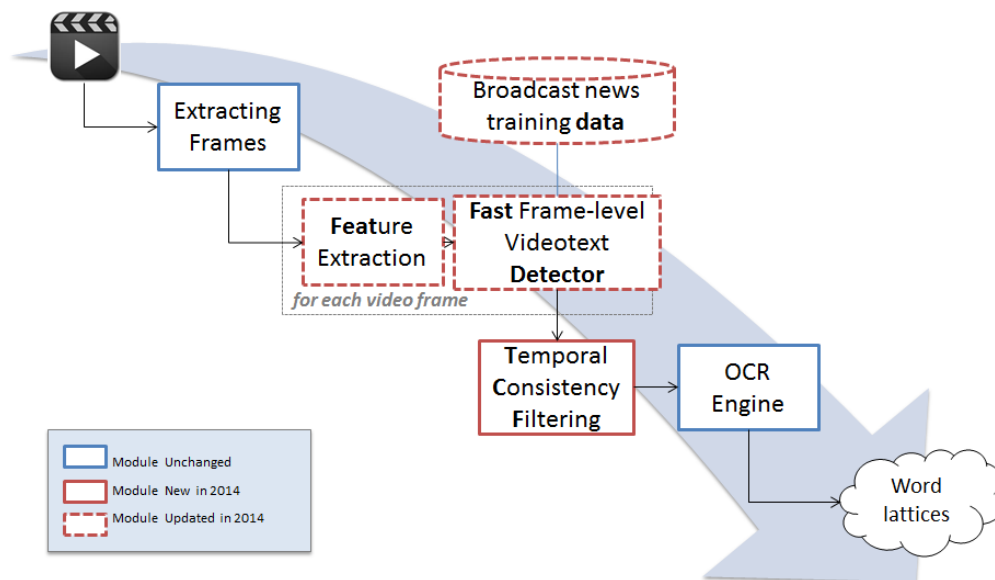 Extracting
Frames
Broadcast news
training data
Feature
Extraction
Fast Frame-level
Videotext
Detector
for each video frame
Temporal
Consistency
Filtering
OCR
Engine
Word
lattices
Module Unchanged
Module New in 2014
Module Updated in 2014